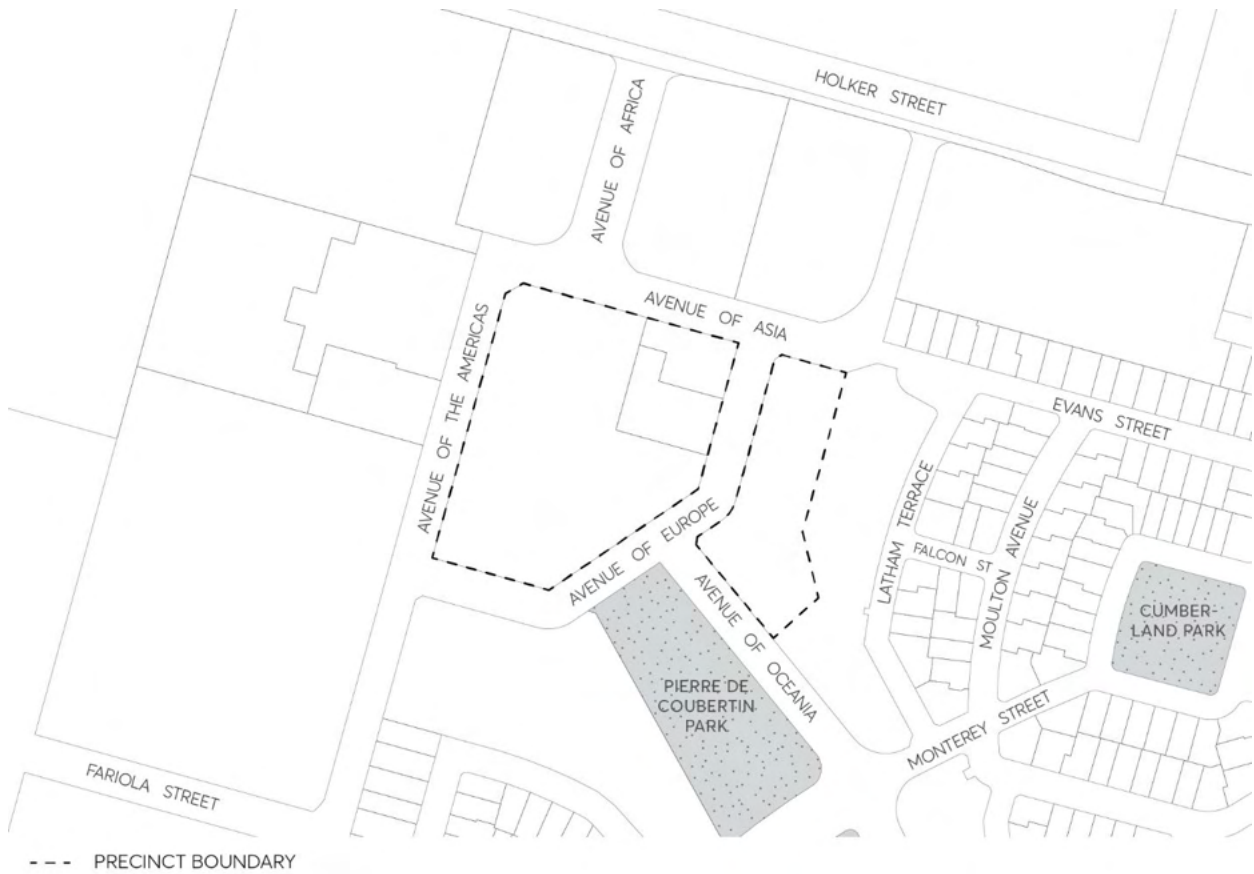 HOLKER STREET
AVENUE OF AFRICA
AVENUE OF ASIA
AVENUE OF THE AMERICAS
EVANS STREET
AVENUE OF EUROPE
LATHAM TERRACE
FALCON ST
MOULTON AVENUE
AVENUE OF OCEANIA
CUMBER-
LAND PARK
PIERRE DE
COUBERTIN
PARK
MONTEREY STREET
FARIOLA STREET
PRECINCT BOUNDARY